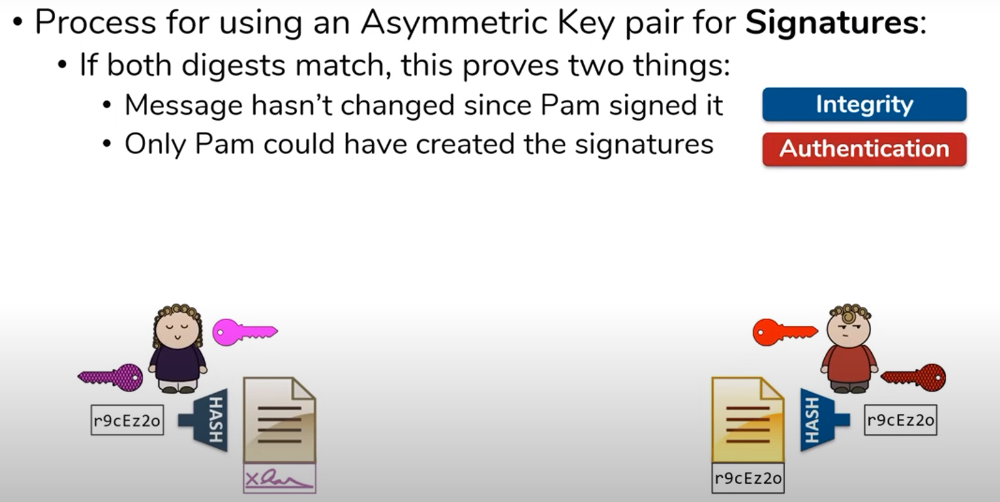 • Process for using an Asymmetric Key pair for Signatures:
• If both digests match, this proves two things:
• Message hasn't changed since Pam signed it
Integrity
• Only Pam could have created the signatures
Authentication
HASH
r9cEz2o
HASH
r9cEz2o
r9cEz2o